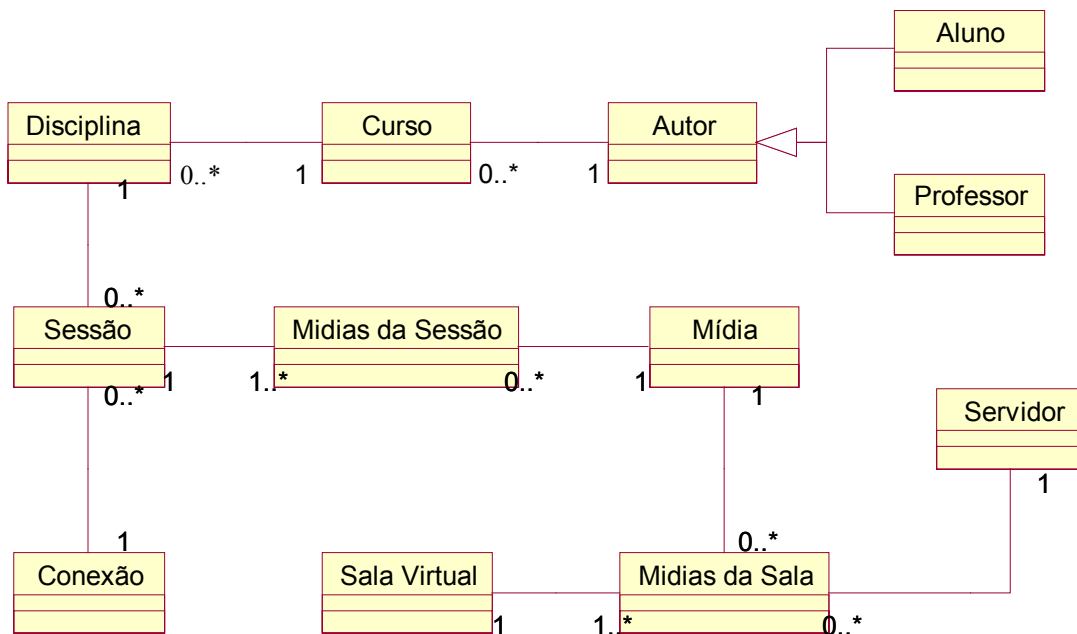 Aluno
Disciplina
Curso
Autor
0..*
1
0..*
1
1
Professor
0..*
Sessão
Midias da Sessão
Mídia
0..*
1
1..*
0..*
1
1
Servidor
1
1
0..*
Conexão
Sala Virtual
Midias da Sala
1
1..*
0..*